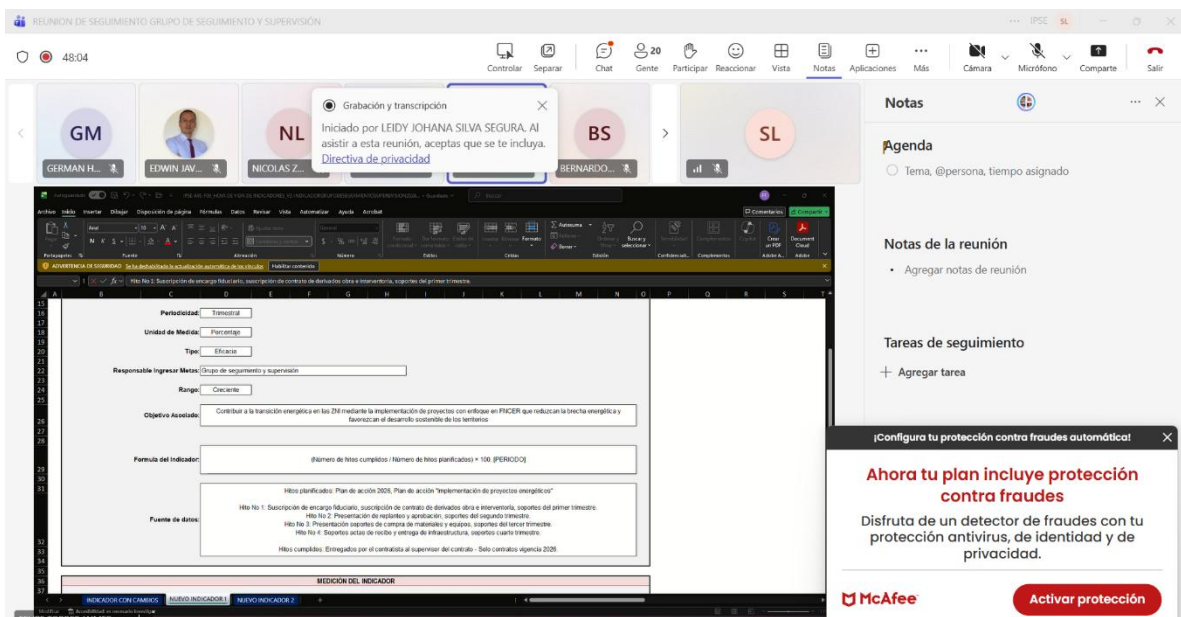 REUNION DE SEGUIMIENTO GRUPO DE SEGUIMIENTO Y SUPERVISIÓN
IPSE SL
48:04
Controlar Separar Chat 20 Gente Participar Reaccionar Vista Notas Aplicaciones Más Cámara Micrófono Comparte Salir
Grabación y transcripción
Iniciado por LEIDY JOHANA SILVA SEGURA. Al
asistir a esta reunión, aceptas que se te incluya.
Directiva de privacidad
GM NL BS SL
GERMAN H... EDWIN JAV... NICOLAS Z... BERNARDO...
Notas
Agenda
Tema, @persona, tiempo asignado
Notas de la reunión
Agregar notas de reunión
Tareas de seguimiento
Agregar tarea
Archivo Inicio Insertar Dibujar Disposición de página Fórmulas Datos Revisar Vista Automatizar Ayuda Acrobat
Comentarios Compartir
ADVERTENCIA DE SEGURIDAD Se ha deshabilitado la actualización automática de los vínculos Habilitar contenido
Hito No 1: Suscripción de encargo fiduciario, suscripción de contrato de derivados obra e interventoría, soportes del primer trimestre.
A B C D E F G H I J K L M N O P Q R S T
Periodicidad: Trimestral
Unidad de Medida: Porcentaje
Tipo: Eficacia
Responsable Ingresar Metas: Grupo de seguimiento y supervisión
Rango: Creciente
Objetivo Asociado: Contribuir a la transición energética en las ZNI mediante la implementación de proyectos con enfoque en FNCER que reduzcan la brecha energética y
favorezcan el desarrollo sostenible de los territorios
Formula del Indicador: (Número de hitos cumplidos / Número de hitos planificados) * 100. [PERIODO]
Fuente de datos:
Hitos planificados: Plan de acción 2026, Plan de acción "Implementación de proyectos energéticos"
Hito No 1: Suscripción de encargo fiduciario, suscripción de contrato de derivados obra e interventoría, soportes del primer trimestre.
Hito No 2: Presentación de replanteos y aprobación, soportes del segundo trimestre.
Hito No 3: Presentación soportes de compra de materiales y equipos, soportes del tercer trimestre.
Hito No 4: Soportes actas de recibo y entrega de infraestructura, soportes cuarto trimestre.
Hitos cumplidos: Entregados por el contratista al supervisor del contrato - Solo contratos vigencia 2026.
MEDICIÓN DEL INDICADOR
INDICADOR CON CAMBIOS NUEVO INDICADOR 1 NUEVO INDICADOR 2
¡Configura tu protección contra fraudes automática!
Ahora tu plan incluye protección
contra fraudes
Disfruta de un detector de fraudes con tu
protección antivirus, de identidad y de
privacidad.
McAfee
Activar protección